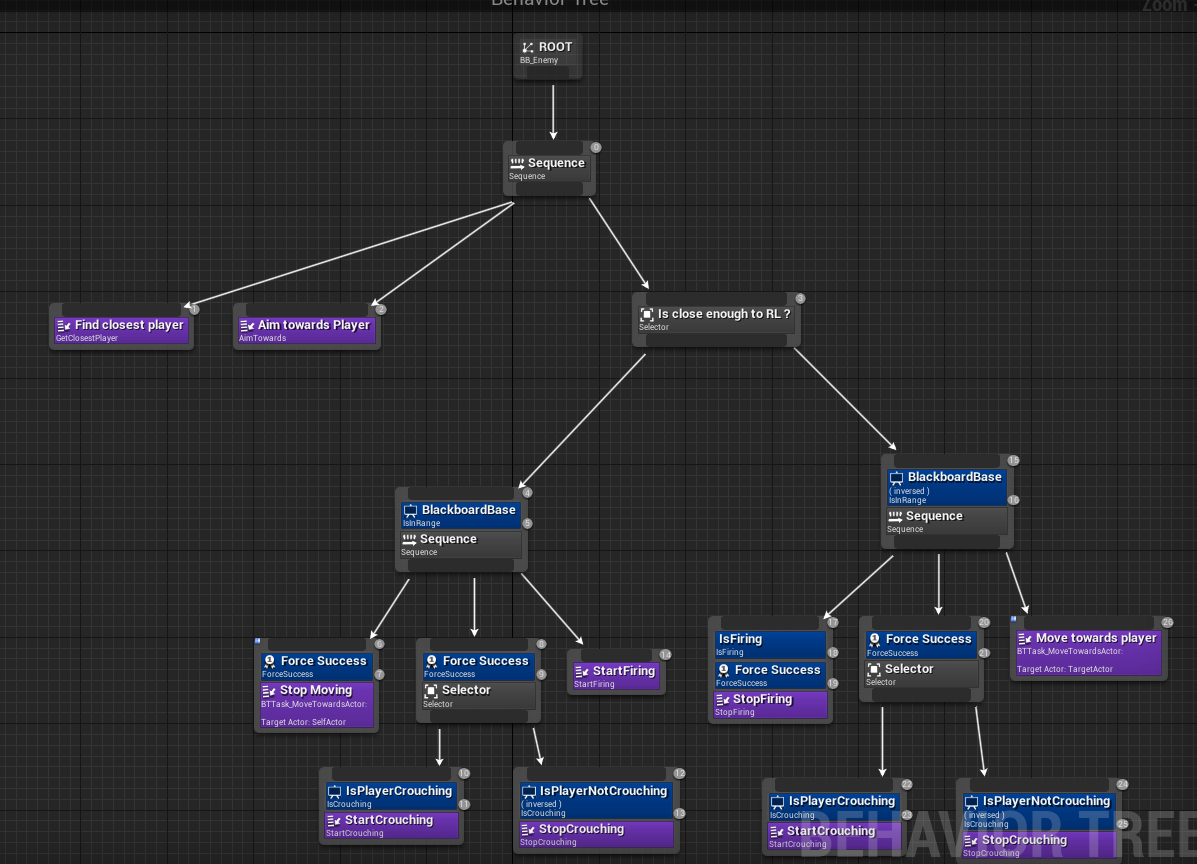 Behavior Tree
Zoom
ROOT
BB_Enemy
0
Sequence
Sequence
1
Find closest player
GetClosestPlayer
2
Aim towards Player
AimTowards
3
Is close enough to RL ?
Selector
4
BlackboardBase
IsInRange
5
Sequence
Sequence
15
BlackboardBase
( inversed )
IsInRange
16
Sequence
Sequence
6
Force Success
ForceSuccess
7
Stop Moving
BTTask_MoveTowardsActor:
Target Actor: SelfActor
8
Force Success
ForceSuccess
9
Selector
Selector
14
StartFiring
StartFiring
17
IsFiring
IsFiring
18
Force Success
ForceSuccess
19
StopFiring
StopFiring
20
Force Success
ForceSuccess
21
Selector
Selector
26
Move towards player
BTTask_MoveTowardsActor:
Target Actor: TargetActor
10
IsPlayerCrouching
IsCrouching
11
StartCrouching
StartCrouching
12
IsPlayerNotCrouching
( inversed )
IsCrouching
13
StopCrouching
StopCrouching
22
IsPlayerCrouching
IsCrouching
23
StartCrouching
StartCrouching
24
IsPlayerNotCrouching
( inversed )
IsCrouching
25
StopCrouching
StopCrouching
BEHAVIOR TREE